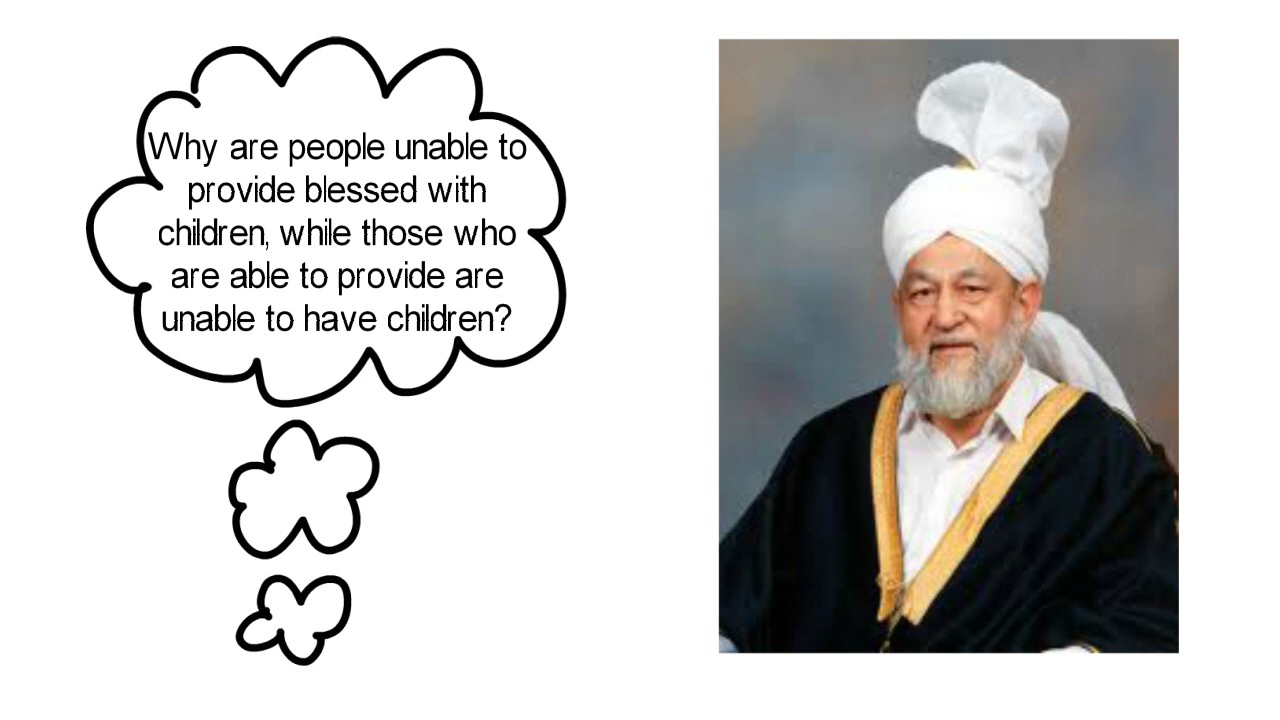 Why are people unable to
provide blessed with
children, while those who
are able to provide are
unable to have children?